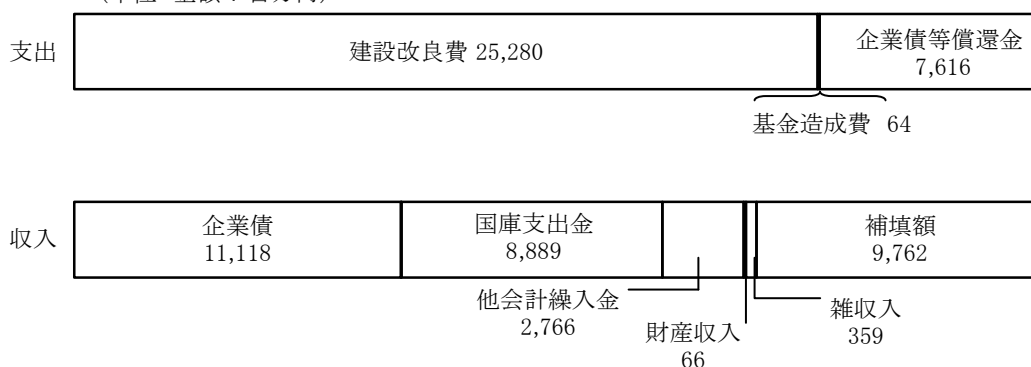 支出
建設改良費 25,280
企業債等償還金
7,616
基金造成費 64
収入
企業債
11,118
国庫支出金
8,889
補填額
9,762
他会計繰入金
2,766
財産収入
66
雑収入
359